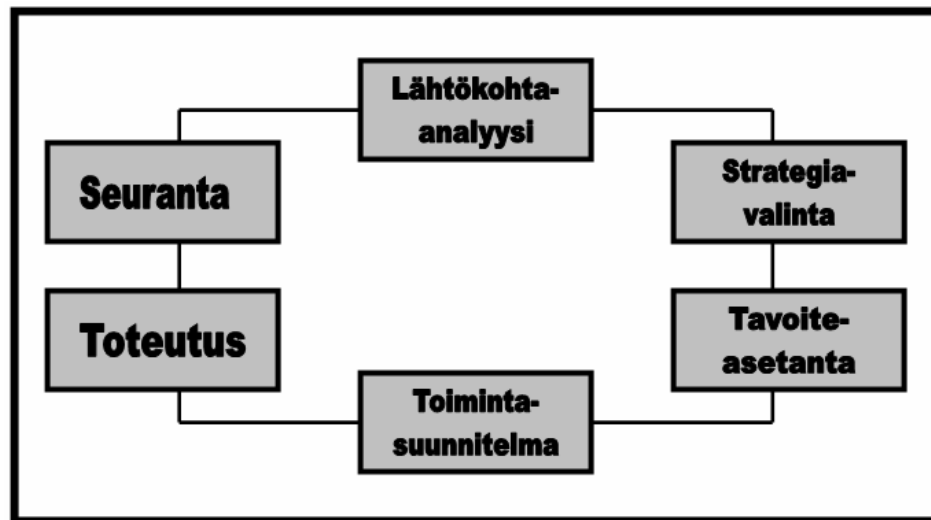 Lähtökohta-
analyysi
Seuranta
Strategia-
valinta
Toteutus
Tavoite-
asetanta
Toiminta-
suunnitelma